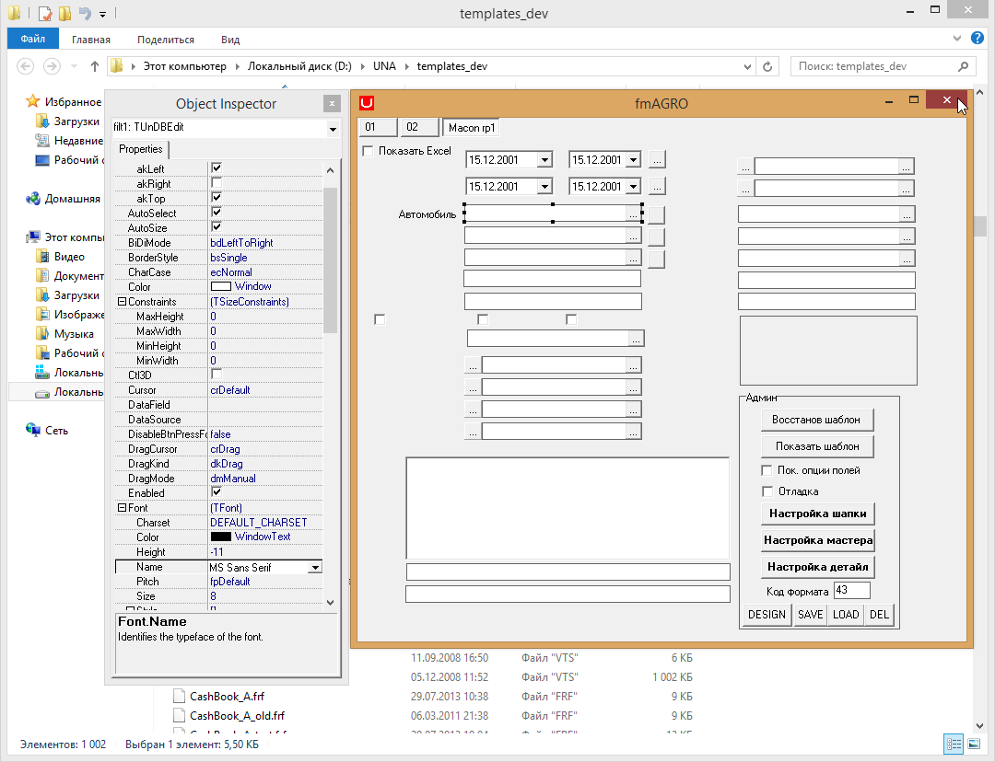 templates_dev
Файл
Главная
Поделиться
Вид
Этот компьютер
Локальный диск (D:)
UNA
templates_dev
Поиск: templates_dev
Избранное
Загрузки
Недавние
Рабочий с
Домашняя
Этот компы
Видео
Документ
Загрузки
Изображе
Музыка
Рабочий с
Локальнь
Локальнь
Сеть
Object Inspector
filt1: TUnDBEdit
Properties
akLeft
akRight
akTop
AutoSelect
AutoSize
BiDiMode bdLeftToRight
BorderStyle bsSingle
CharCase ecNormal
Color Window
Constraints (TSizeConstraints)
MaxHeight 0
MaxWidth 0
MinHeight 0
MinWidth 0
Ctl3D
Cursor crDefault
DataField
DataSource
DisableBtnPressFo false
DragCursor crDrag
DragKind dkDrag
DragMode dmManual
Enabled
Font (TFont)
Charset DEFAULT_CHARSET
Color WindowText
Height -11
Name MS Sans Serif
Pitch fpDefault
Size 8
Style []
Font.Name
Identifies the typeface of the font.
fmAGRO
01
02
Macon rp1
Показать Excel
15.12.2001
15.12.2001
...
15.12.2001
15.12.2001
...
Автомобиль
Админ
Восстанов шаблон
Показать шаблон
Пок. опции полей
Отладка
Настройка шапки
Настройка мастера
Настройка детайл
Код формата 43
DESIGN
SAVE
LOAD
DEL
11.09.2008 16:50 Файл "VTS" 6 КБ
05.12.2008 11:52 Файл "VTS" 1 002 КБ
CashBook_A.frf 29.07.2013 10:38 Файл "FRF" 9 КБ
CashBook_A_old.frf 06.03.2011 21:38 Файл "FRF" 9 КБ
Элементов: 1 002
Выбран 1 элемент: 5,50 КБ